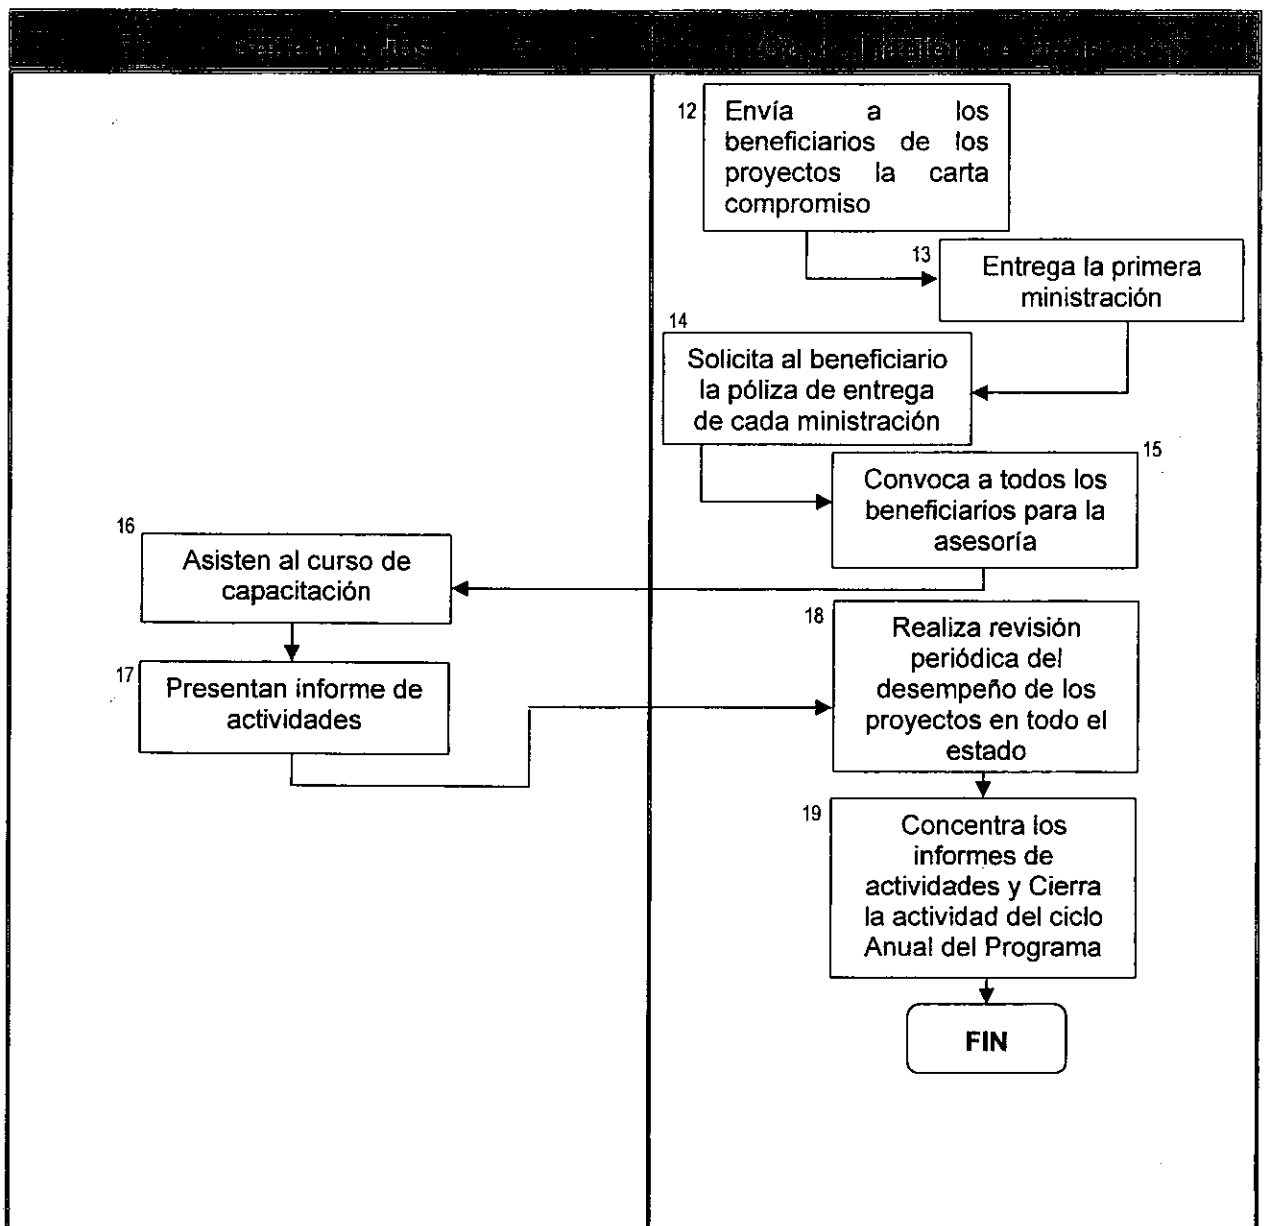 12
Envía a los
beneficiarios de los
proyectos la carta
compromiso
13
Entrega la primera
ministración
14
Solicita al beneficiario
la póliza de entrega
de cada ministración
15
Convoca a todos los
beneficiarios para la
asesoría
16
Asisten al curso de
capacitación
17
Presentan informe de
actividades
18
Realiza revisión
periódica del
desempeño de los
proyectos en todo el
estado
19
Concentra los
informes de
actividades y Cierra
la actividad del ciclo
Anual del Programa
FIN